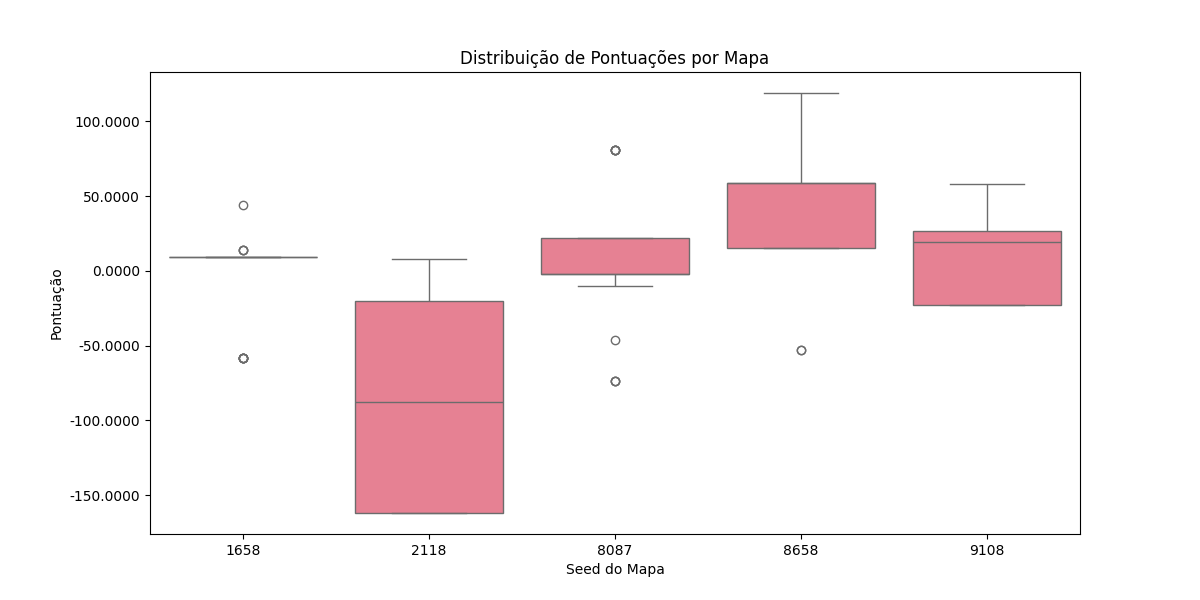 Distribuição de Pontuações por Mapa
Pontuação
100.0000
50.0000
0.0000
-50.0000
-100.0000
-150.0000
1658 2118 8087 8658 9108
Seed do Mapa